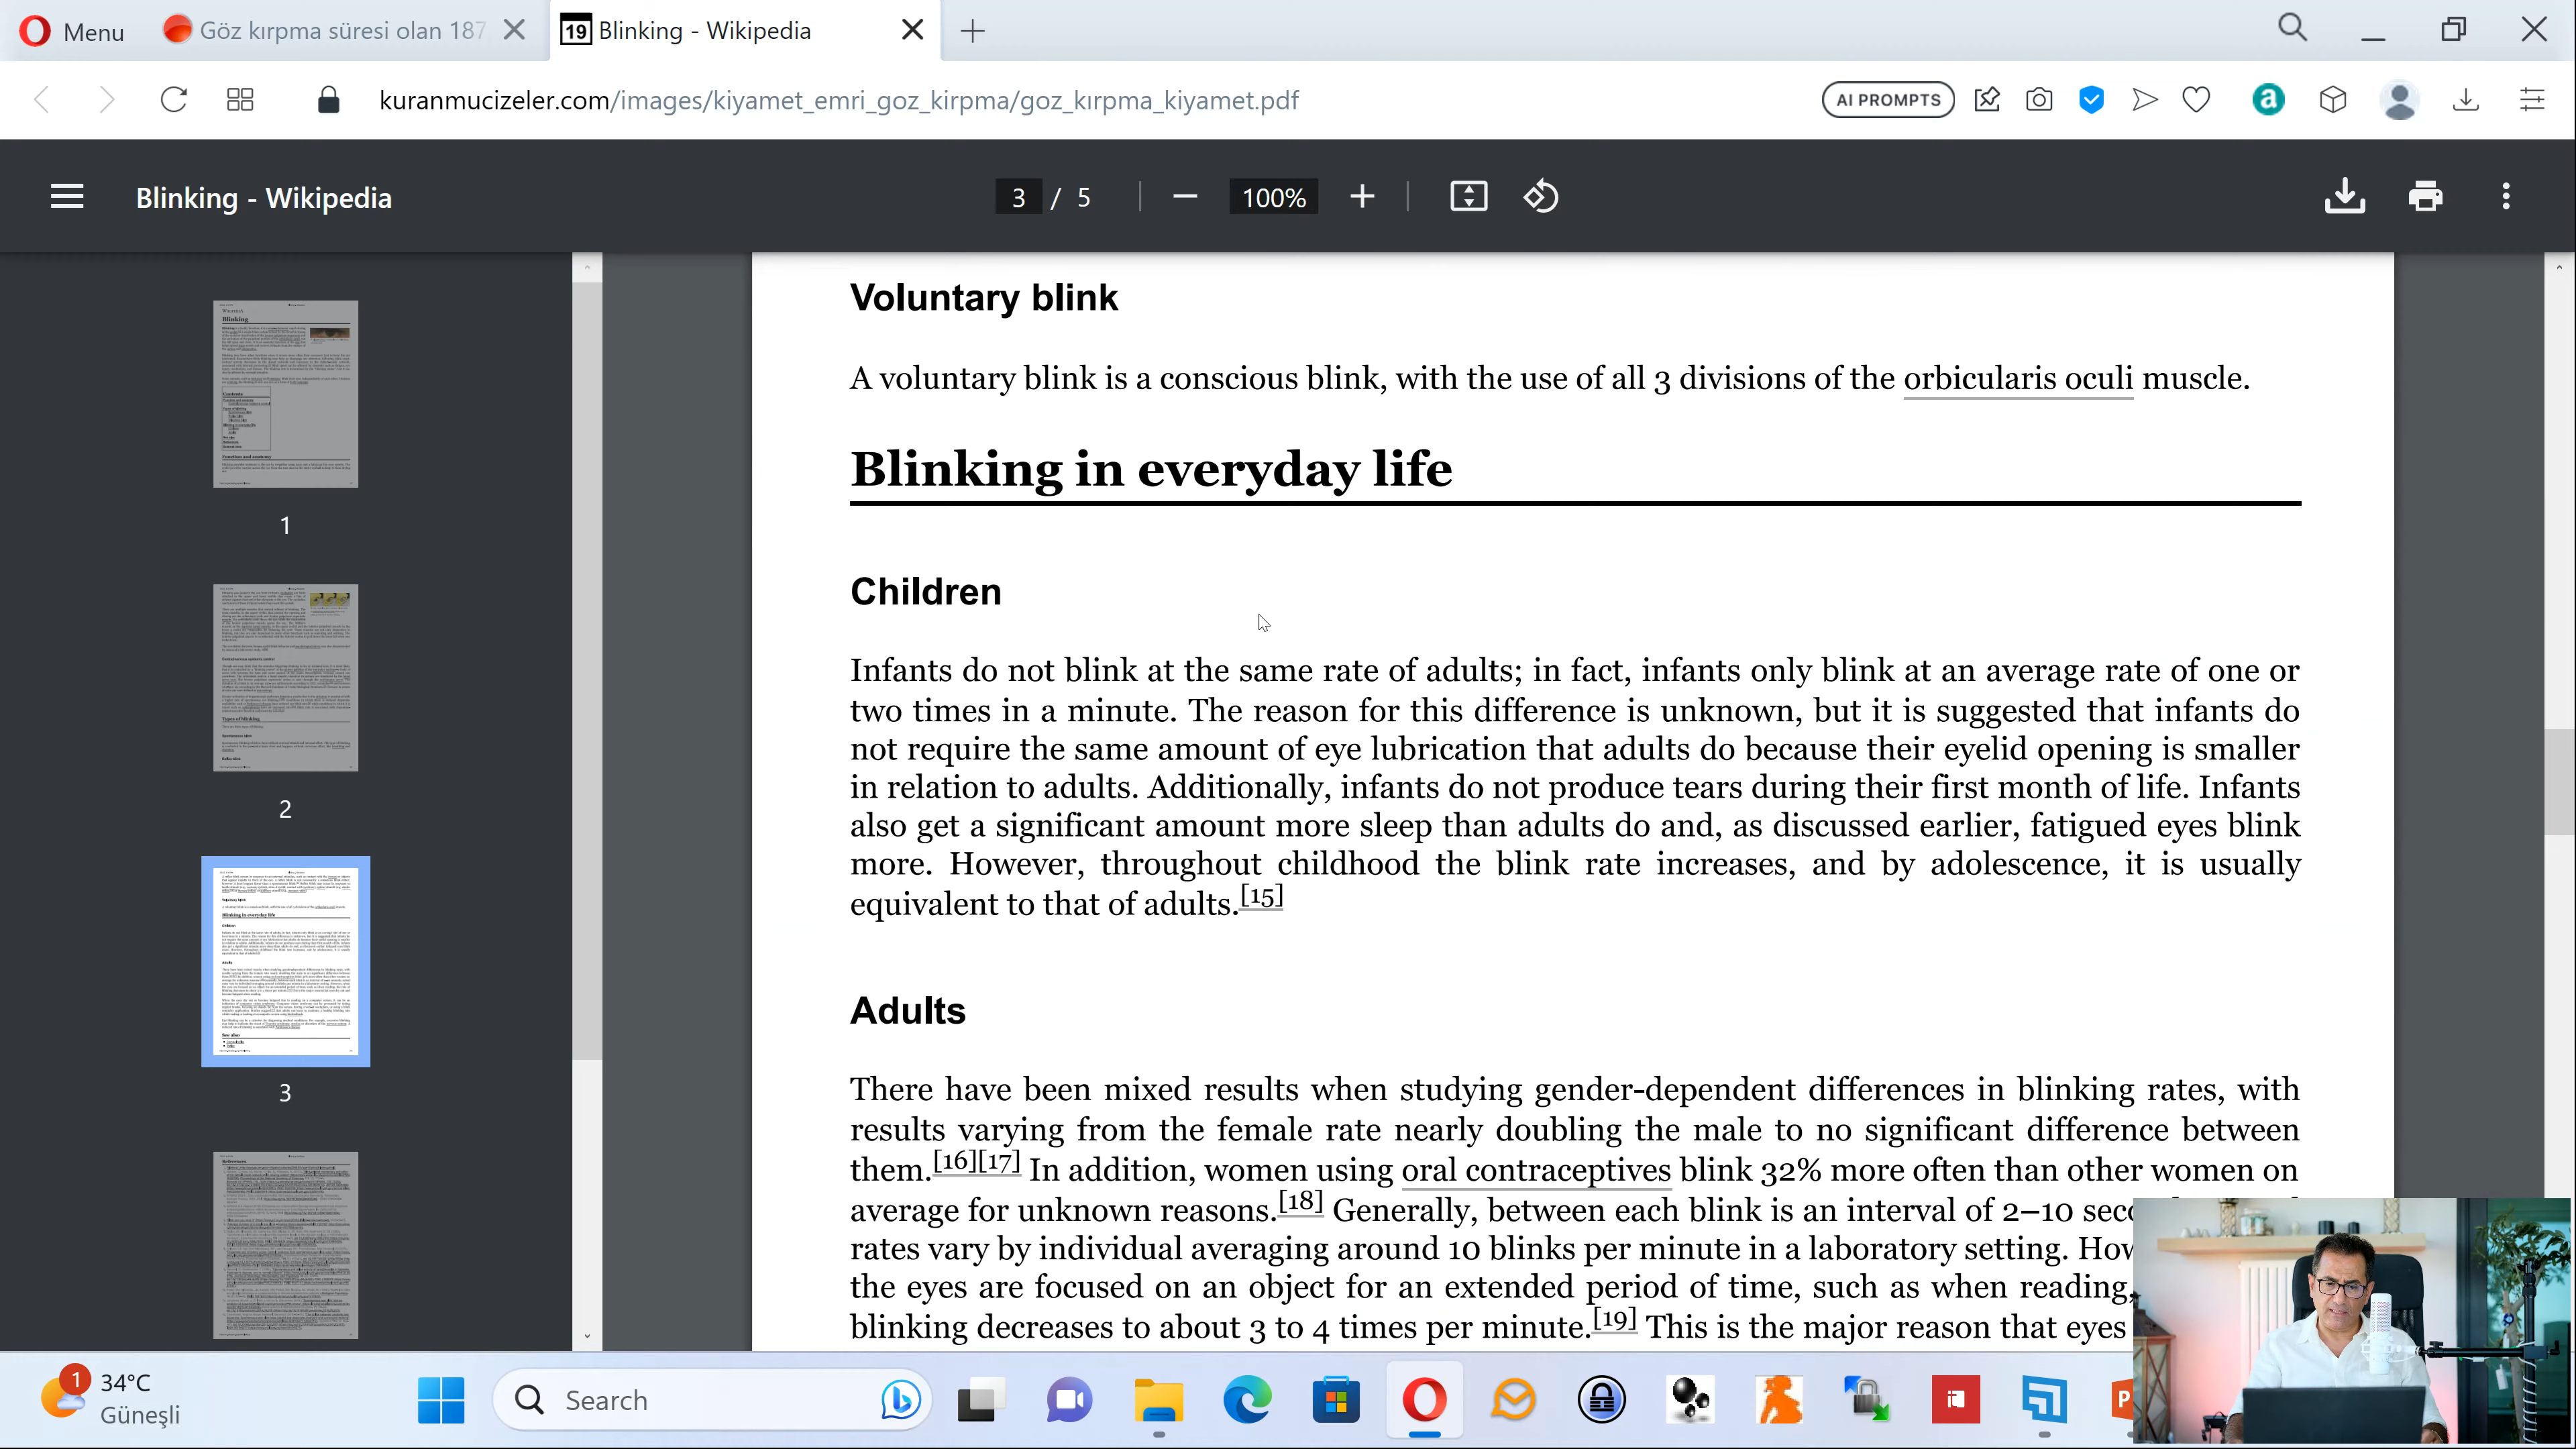 Menu
Göz kırpma süresi olan 187
19 Blinking - Wikipedia
kuranmucizeler.com/images/kiyamet_emri_goz_kirpma/goz_kırpma_kiyamet.pdf
AI PROMPTS
a
Blinking - Wikipedia
3 / 5
100%
1
2
3
Voluntary blink
A voluntary blink is a conscious blink, with the use of all 3 divisions of the orbicularis oculi muscle.
Blinking in everyday life
Children
Infants do not blink at the same rate of adults; in fact, infants only blink at an average rate of one or
two times in a minute. The reason for this difference is unknown, but it is suggested that infants do
not require the same amount of eye lubrication that adults do because their eyelid opening is smaller
in relation to adults. Additionally, infants do not produce tears during their first month of life. Infants
also get a significant amount more sleep than adults do and, as discussed earlier, fatigued eyes blink
more. However, throughout childhood the blink rate increases, and by adolescence, it is usually
equivalent to that of adults.[15]
Adults
There have been mixed results when studying gender-dependent differences in blinking rates, with
results varying from the female rate nearly doubling the male to no significant difference between
them.[16][17] In addition, women using oral contraceptives blink 32% more often than other women on
average for unknown reasons.[18] Generally, between each blink is an interval of 2–10 seco
rates vary by individual averaging around 10 blinks per minute in a laboratory setting. How
the eyes are focused on an object for an extended period of time, such as when reading,
blinking decreases to about 3 to 4 times per minute.[19] This is the major reason that eyes
1
34°C
Güneşli
Search